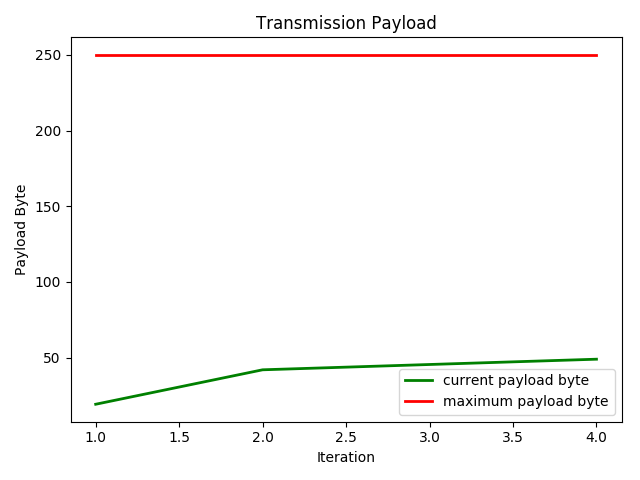 Transmission Payload
250
200
150
100
50
Payload Byte
current payload byte
maximum payload byte
1.0 1.5 2.0 2.5 3.0 3.5 4.0
Iteration